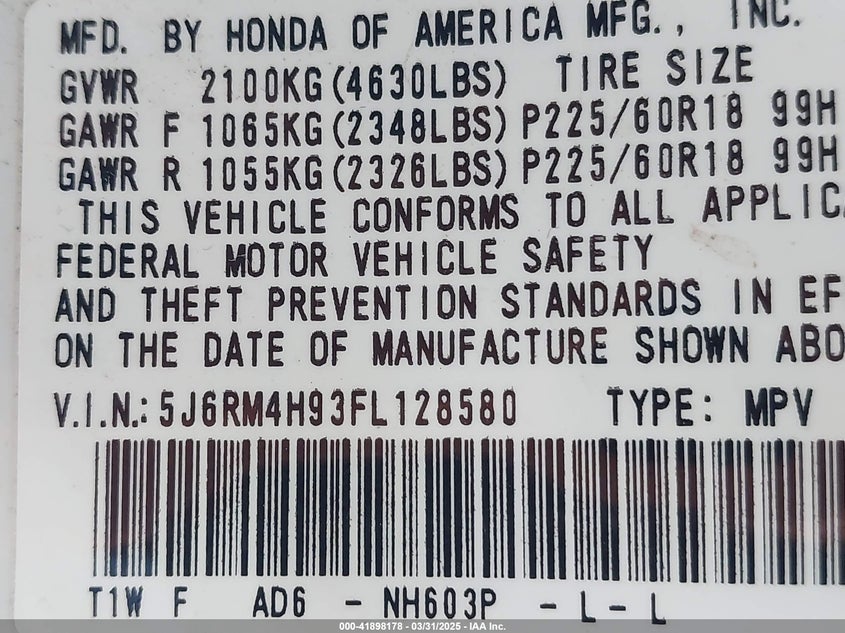 MFD. BY HONDA OF AMERICA MFG., INC.
GVWR 2100KG(4630LBS) TIRE SIZE
GAWR F 1065KG(2348LBS) P225/60R18 99H
GAWR R 1055KG(2326LBS) P225/60R18 99H
THIS VEHICLE CONFORMS TO ALL APPLIC
FEDERAL MOTOR VEHICLE SAFETY
AND THEFT PREVENTION STANDARDS IN EF
ON THE DATE OF MANUFACTURE SHOWN ABO
V.I.N.: 5J6RM4H93FL128580 TYPE: MPV
T1W F AD6 - NH603P - L - L
000-41898178 - 03/31/2025 - IAA Inc.